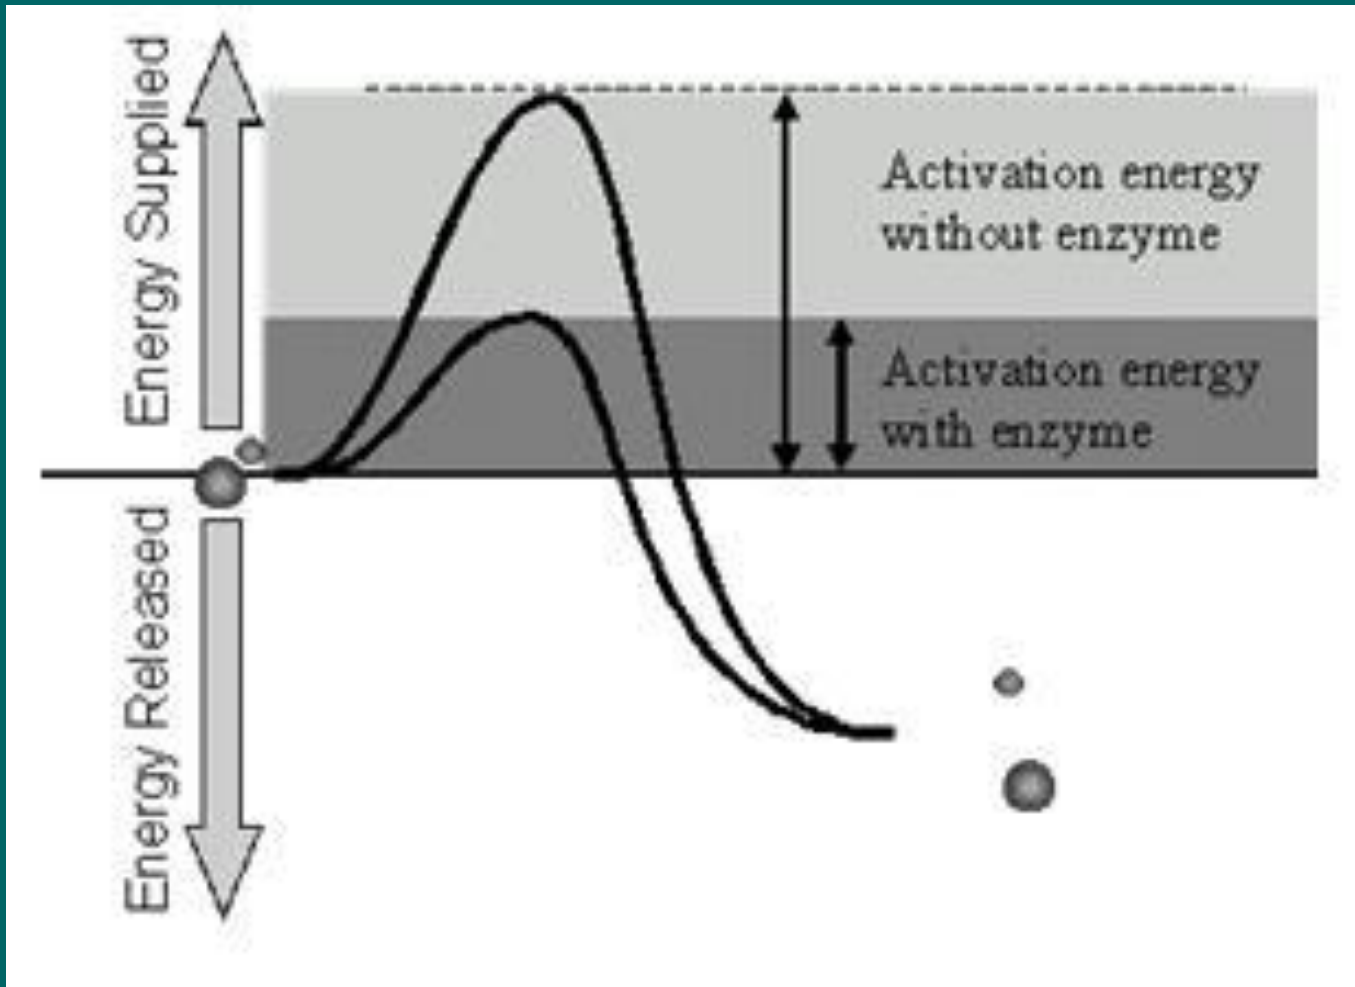 Energy Supplied
Activation energy
without enzyme
Activation energy
with enzyme
Energy Released